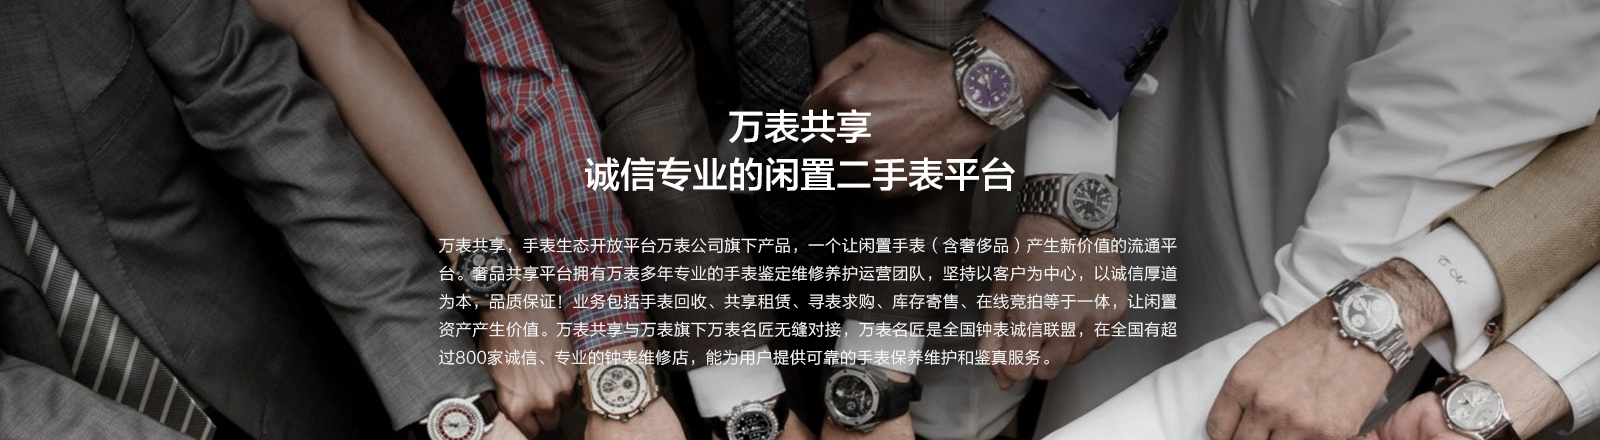 万表共享
诚信专业的闲置二手表平台
万表共享，手表生态开放平台万表公司旗下产品，一个让闲置手表（含奢侈品）产生新价值的流通平
台。奢品共享平台拥有万表多年专业的手表鉴定维修养护运营团队，坚持以客户为中心，以诚信厚道
为本，品质保证！业务包括手表回收、共享租赁、寻表求购、库存寄售、在线竞拍等于一体，让闲置
资产产生价值。万表共享与万表旗下万表名匠无缝对接，万表名匠是全国钟表诚信联盟，在全国有超
过800家诚信、专业的钟表维修店，能为用户提供可靠的手表保养维护和鉴真服务。